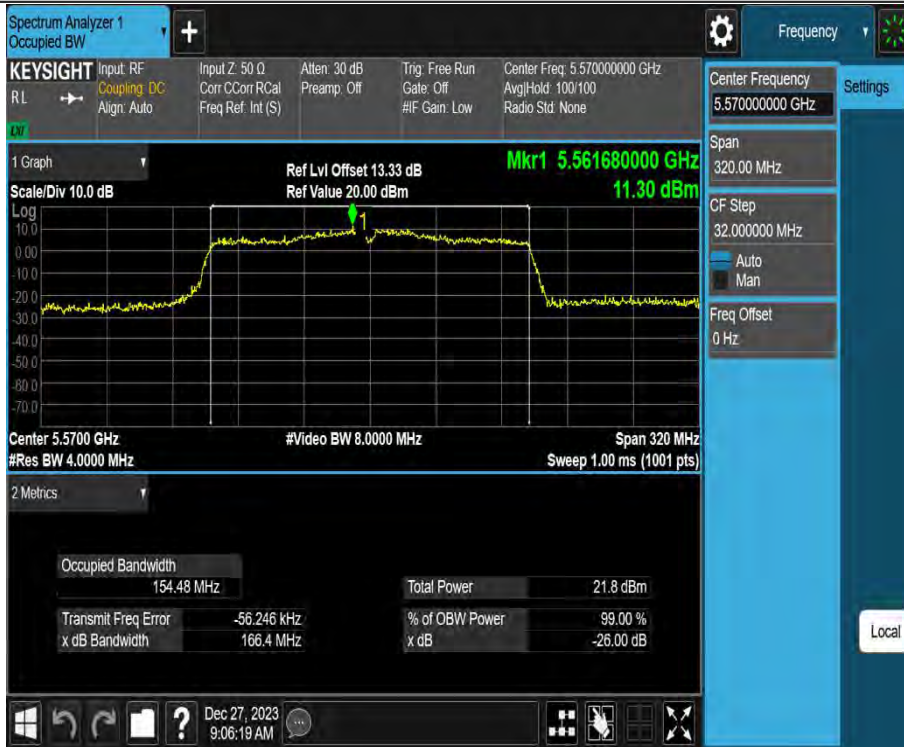 Spectrum Analyzer 1
Occupied BW
+
Frequency
KEYSIGHT
R L
Input: RF
Coupling: DC
Align: Auto
Input Z: 50 Ω
Corr CCorr RCal
Freq Ref: Int (S)
Atten: 30 dB
Preamp: Off
Trig: Free Run
Gate: Off
#IF Gain: Low
Center Freq: 5.570000000 GHz
Avg|Hold: 100/100
Radio Std: None
Center Frequency
5.570000000 GHz
Settings
Span
320.00 MHz
CF Step
32.000000 MHz
Auto
Man
Freq Offset
0 Hz
Local
1 Graph
Scale/Div 10.0 dB
Ref Lvl Offset 13.33 dB
Ref Value 20.00 dBm
Mkr1 5.561680000 GHz
11.30 dBm
Log
10.0
0.00
-10.0
-20.0
-30.0
-40.0
-50.0
-60.0
-70.0
1
Center 5.5700 GHz
#Video BW 8.0000 MHz
Span 320 MHz
#Res BW 4.0000 MHz
Sweep 1.00 ms (1001 pts)
2 Metrics
Occupied Bandwidth
154.48 MHz
Total Power 21.8 dBm
Transmit Freq Error -56.246 kHz
% of OBW Power 99.00 %
x dB Bandwidth 166.4 MHz
x dB -26.00 dB
?
Dec 27, 2023
9:06:19 AM